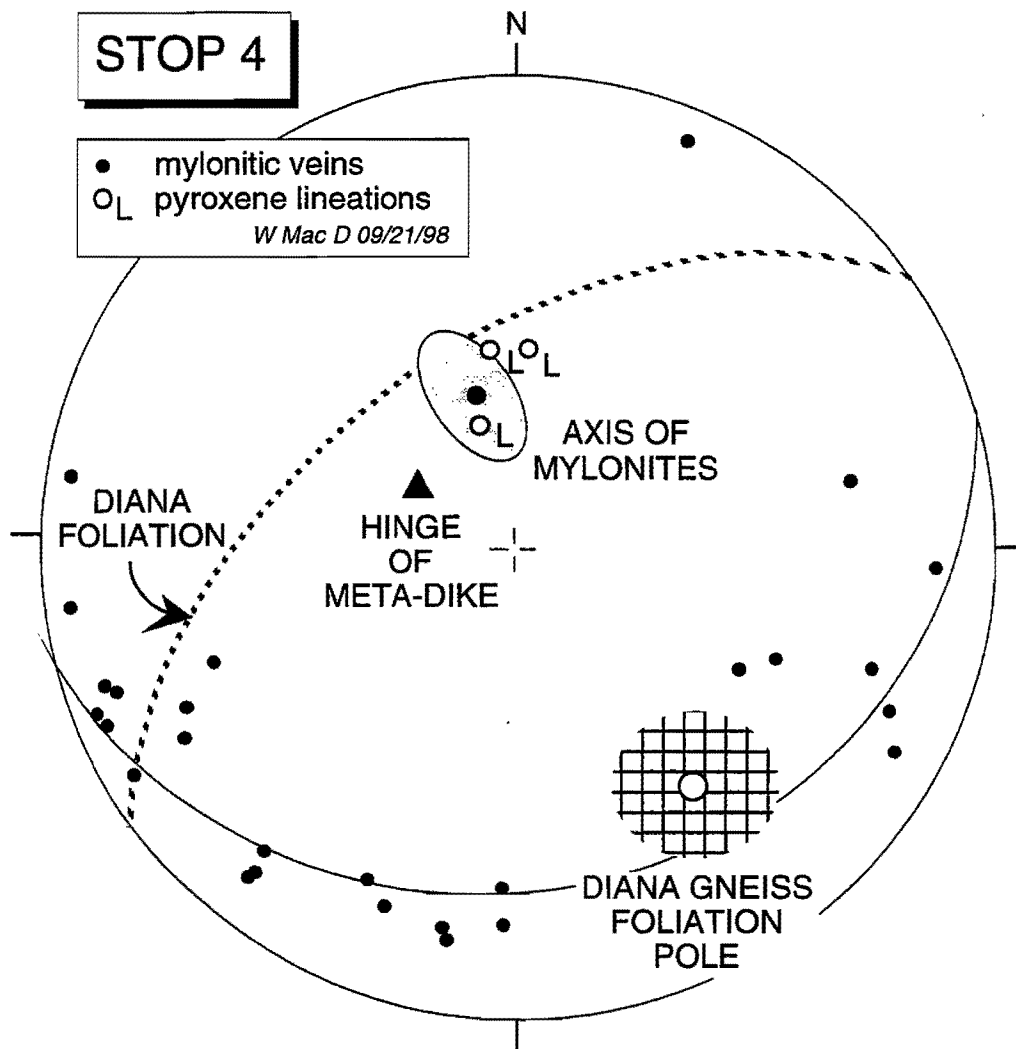 N
STOP 4
mylonitic veins
L pyroxene lineations
W Mac D 09/21/98
L
L
L
AXIS OF
MYLONITES
DIANA
FOLIATION
HINGE
OF
META-DIKE
DIANA GNEISS
FOLIATION
POLE